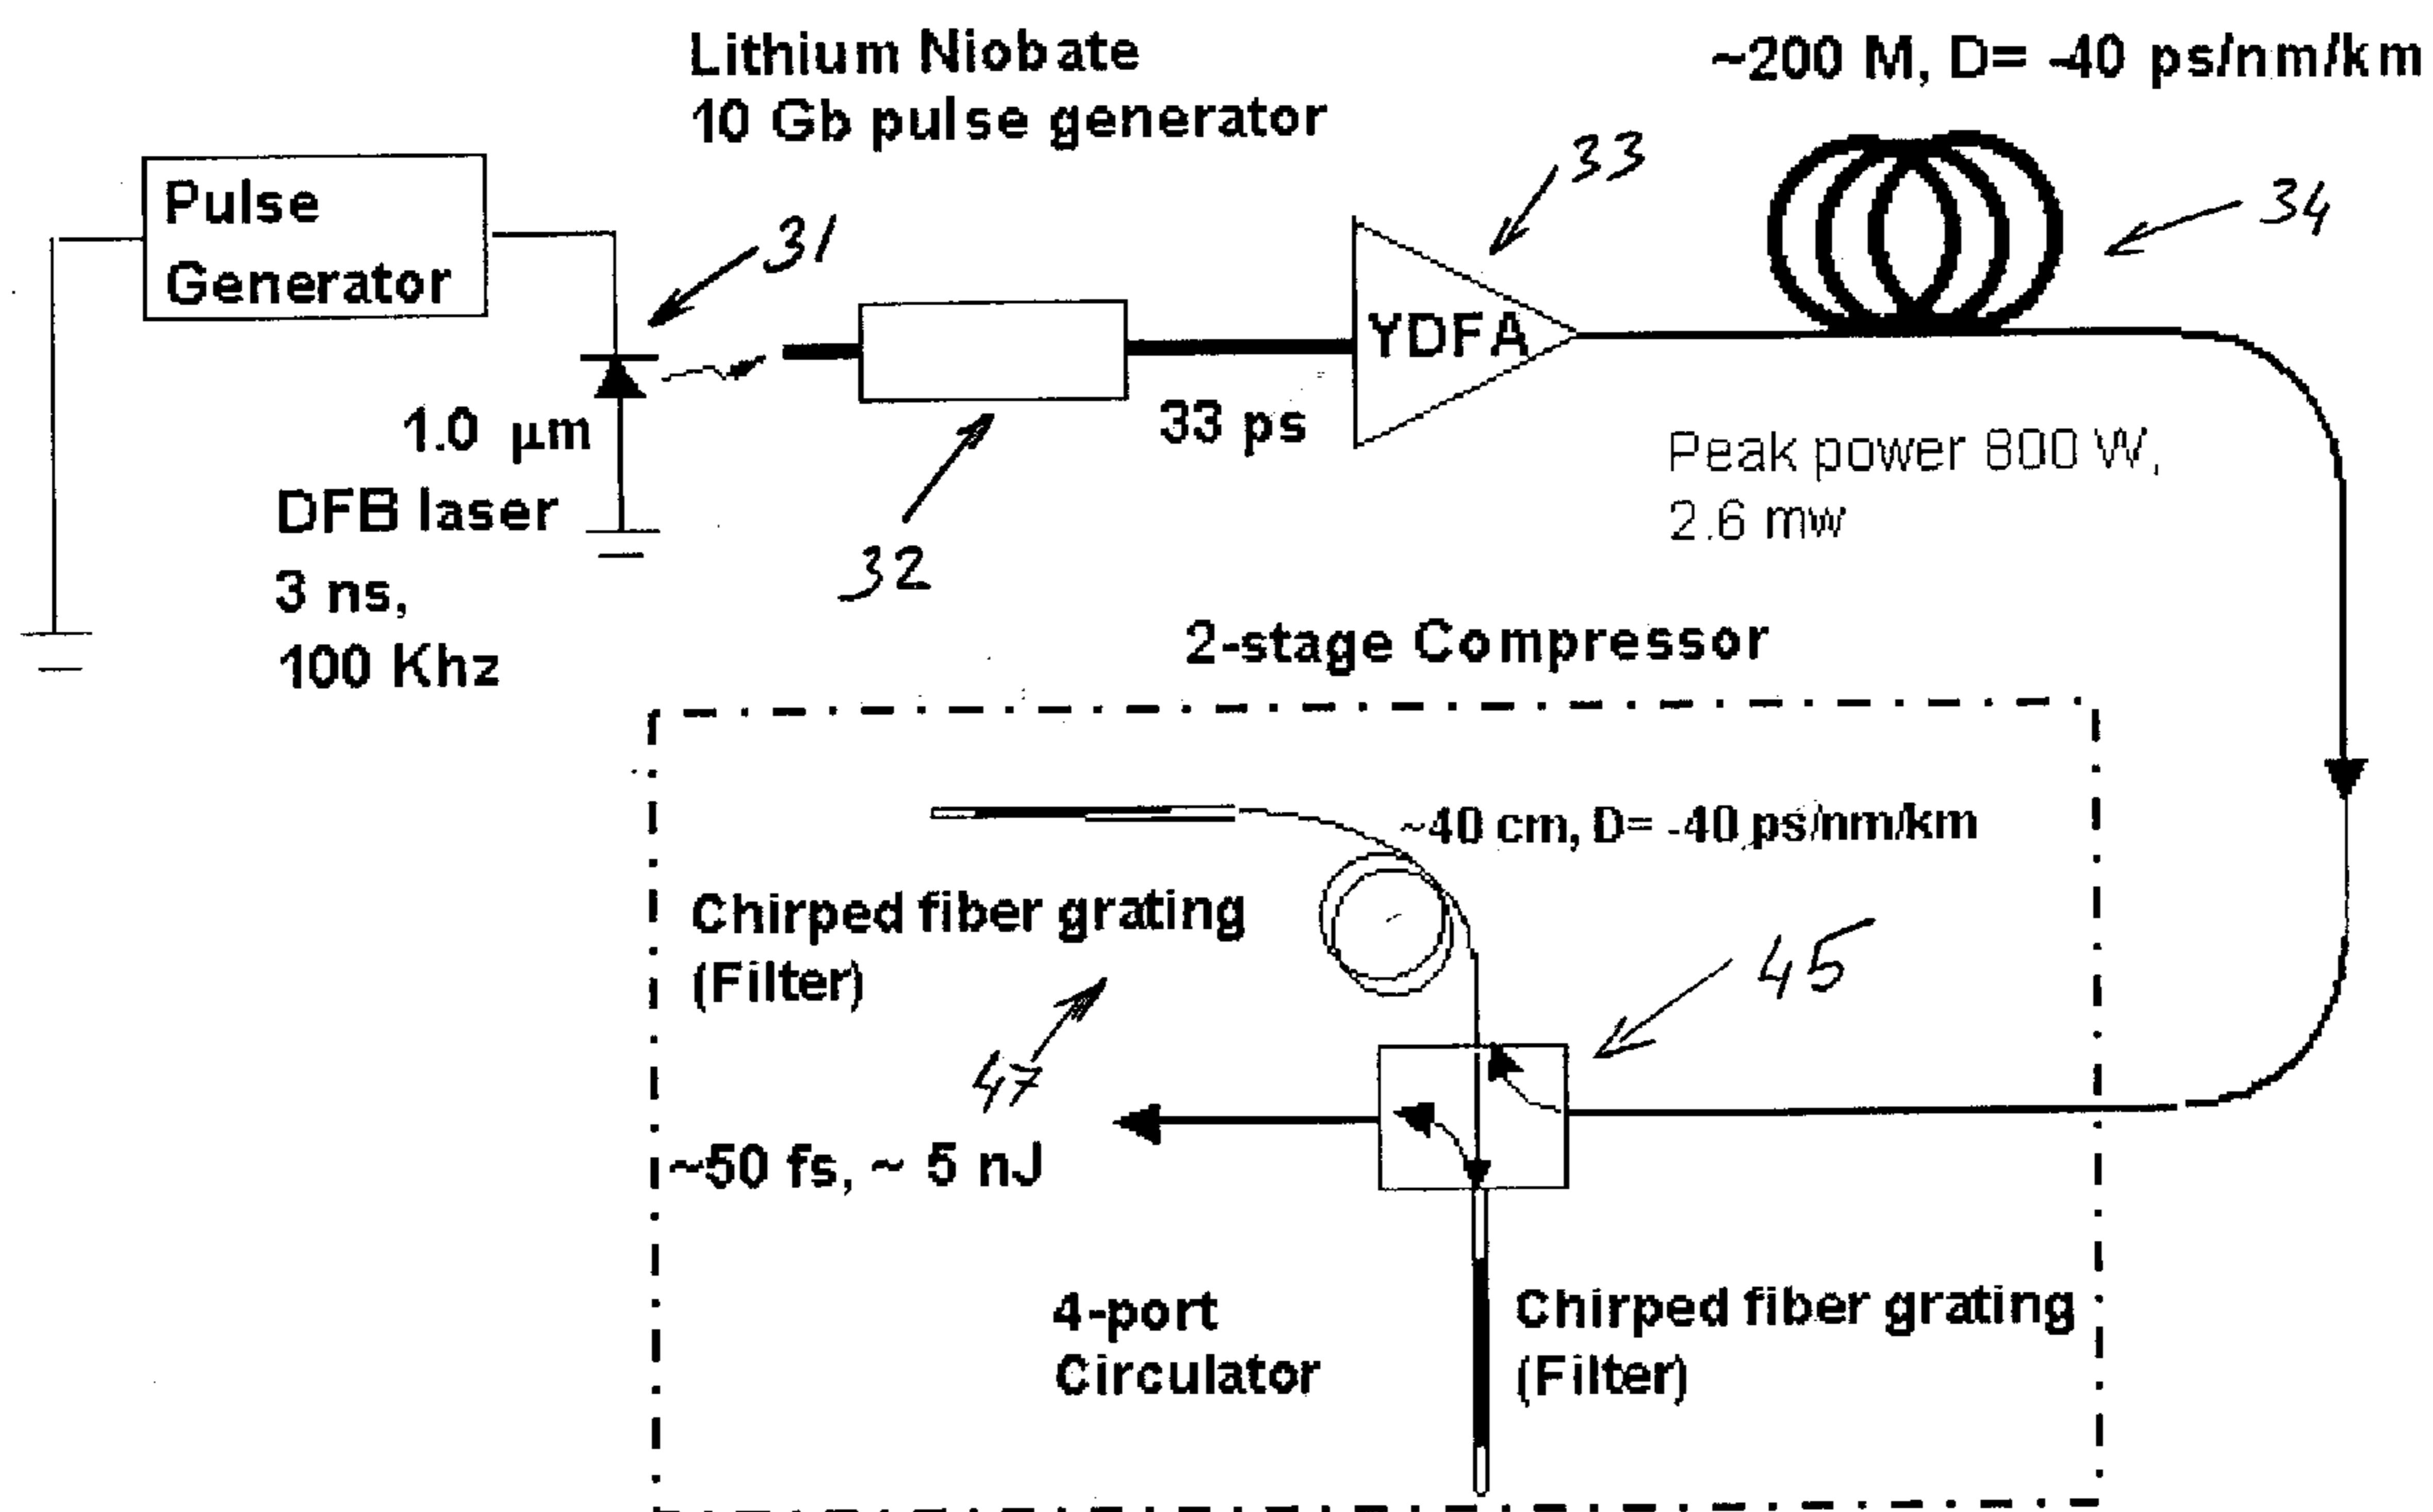 Lithium Niobate
10 Gb pulse generator
~200 M, D= -40 ps/nm/km
Pulse
Generator
31
33
34
YDFA
1.0 μm
DFB laser
3 ns,
100 Khz
32
33 ps
Peak power 800 W,
2.6 mw
2-stage Compressor
~40 cm, D= -40 ps/nm/km
Chirped fiber grating
(Filter)
45
47
~50 fs, ~ 5 nJ
4-port
Circulator
Chirped fiber grating
(Filter)